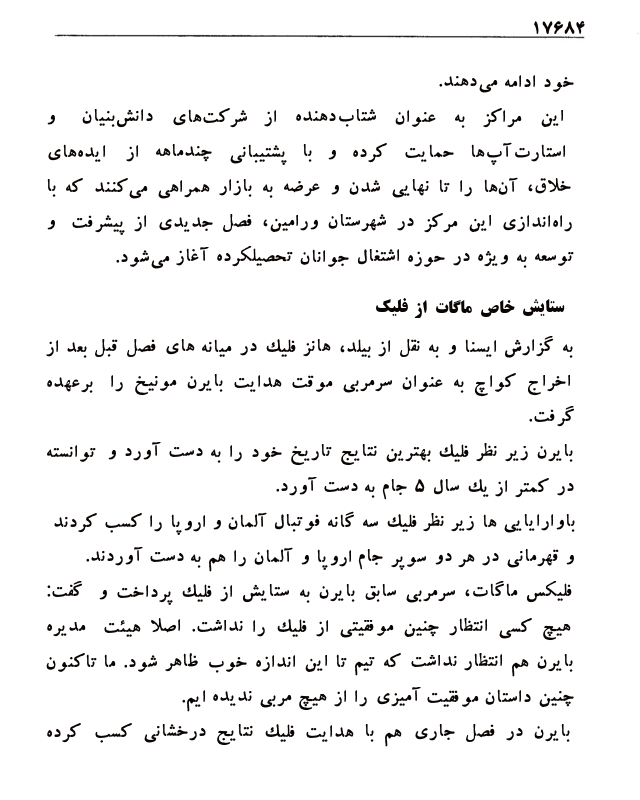 ۱۷۶۸۴
خود ادامه می‌دهند.
این مراکز به عنوان شتاب‌دهنده از شرکت‌های دانش‌بنیان و
استارت‌آپ‌ها حمایت کرده و با پشتیبانی چندماهه از ایده‌های
خلاق، آن‌ها را تا نهایی شدن و عرضه به بازار همراهی می‌کنند که با
راه‌اندازی این مرکز در شهرستان ورامین، فصل جدیدی از پیشرفت و
توسعه به ویژه در حوزه اشتغال جوانان تحصیلکرده آغاز می‌شود.
ستایش خاص ماگات از فلیک
به گزارش ایسنا و به نقل از بیلد، هانز فلیك در میانه های فصل قبل بعد از
اخراج کواچ به عنوان سرمربی موقت هدایت بایرن مونیخ را برعهده
گرفت.
بایرن زیر نظر فلیك بهترین نتایج تاریخ خود را به دست آورد و توانسته
در کمتر از یك سال ۵ جام به دست آورد.
باوارایایی ها زیر نظر فلیك سه گانه فوتبال آلمان و اروپا را کسب کردند
و قهرمانی در هر دو سوپر جام اروپا و آلمان را هم به دست آوردند.
فلیکس ماگات، سرمربی سابق بایرن به ستایش از فلیك پرداخت و گفت:
هیچ کسی انتظار چنین موفقیتی از فلیك را نداشت. اصلا هیئت مدیره
بایرن هم انتظار نداشت که تیم تا این اندازه خوب ظاهر شود. ما تاکنون
چنین داستان موفقیت آمیزی را از هیچ مربی ندیده ایم.
بایرن در فصل جاری هم با هدایت فلیك نتایج درخشانی کسب کرده